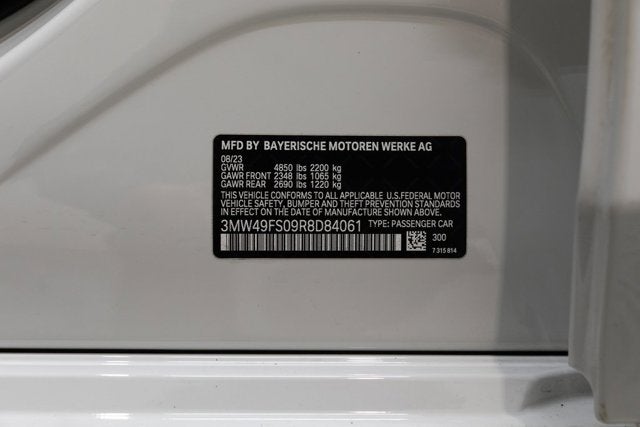 MFD BY BAYERISCHE MOTOREN WERKE AG
08/23
GVWR 4850 lbs 2200 kg
GAWR FRONT 2348 lbs 1065 kg
GAWR REAR 2690 lbs 1220 kg
THIS VEHICLE CONFORMS TO ALL APPLICABLE U.S.FEDERAL MOTOR
VEHICLE SAFETY, BUMPER AND THEFT PREVENTION STANDARDS
IN EFFECT ON THE DATE OF MANUFACTURE SHOWN ABOVE.
3MW49FS09R8D84061 TYPE: PASSENGER CAR
300
7 315 814